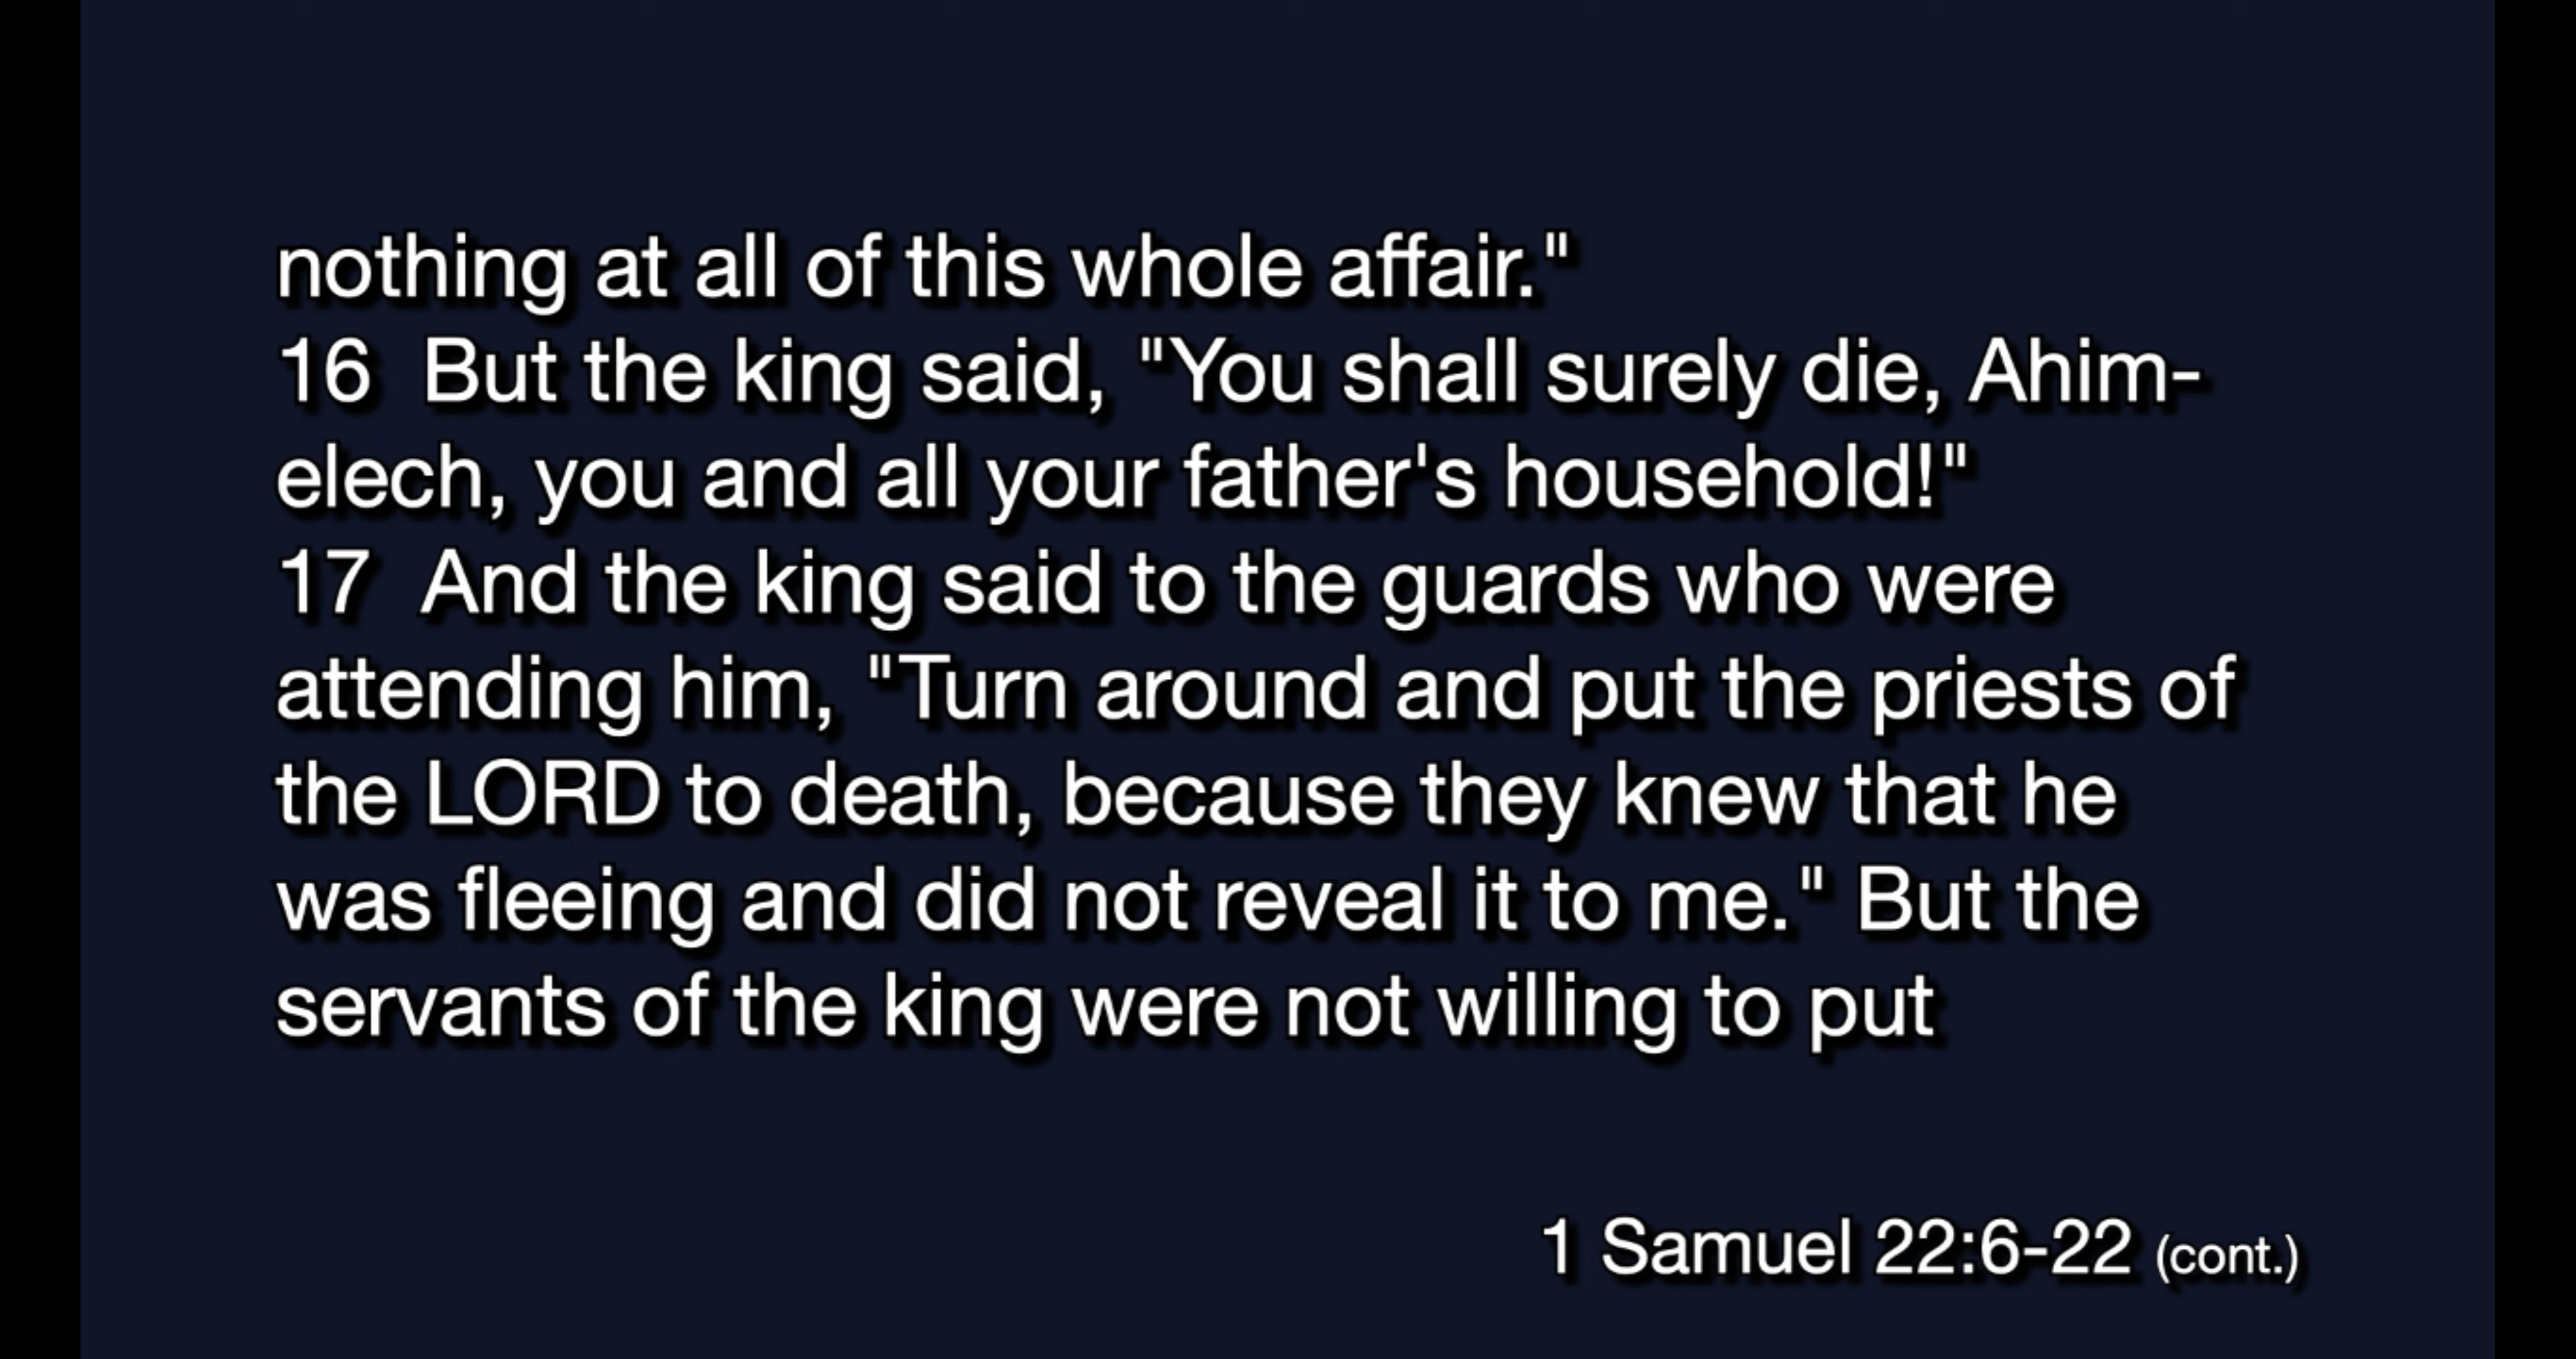 nothing at all of this whole affair."
16  But the king said, "You shall surely die, Ahim-
elech, you and all your father's household!"
17  And the king said to the guards who were
attending him, "Turn around and put the priests of
the LORD to death, because they knew that he
was fleeing and did not reveal it to me." But the
servants of the king were not willing to put
1 Samuel 22:6-22 (cont.)